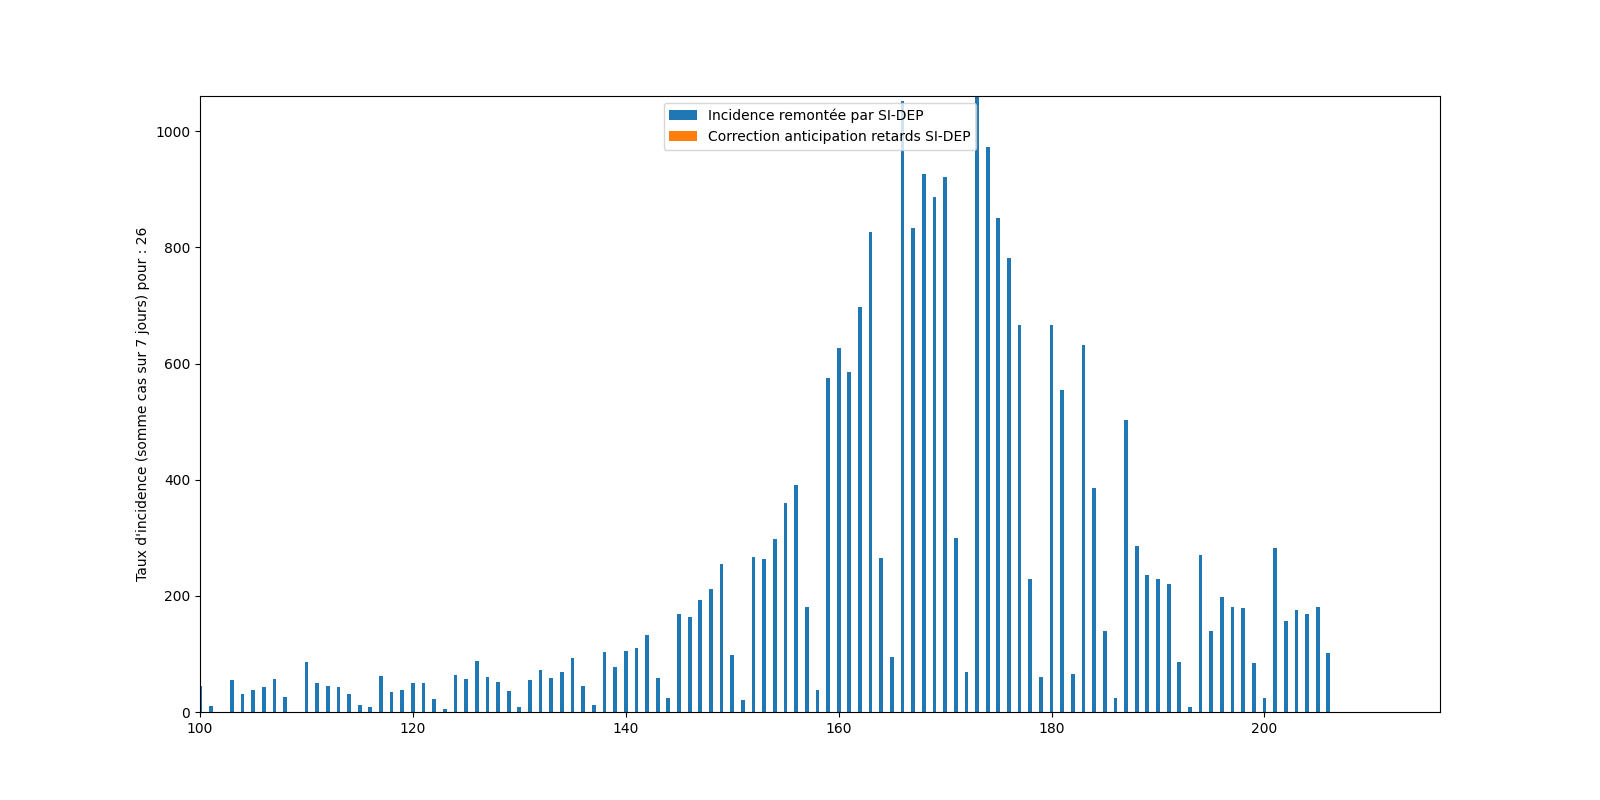 Incidence remontée par SI-DEP
Correction anticipation retards SI-DEP
Taux d'incidence (somme cas sur 7 jours) pour : 26
1000
800
600
400
200
0
100 120 140 160 180 200